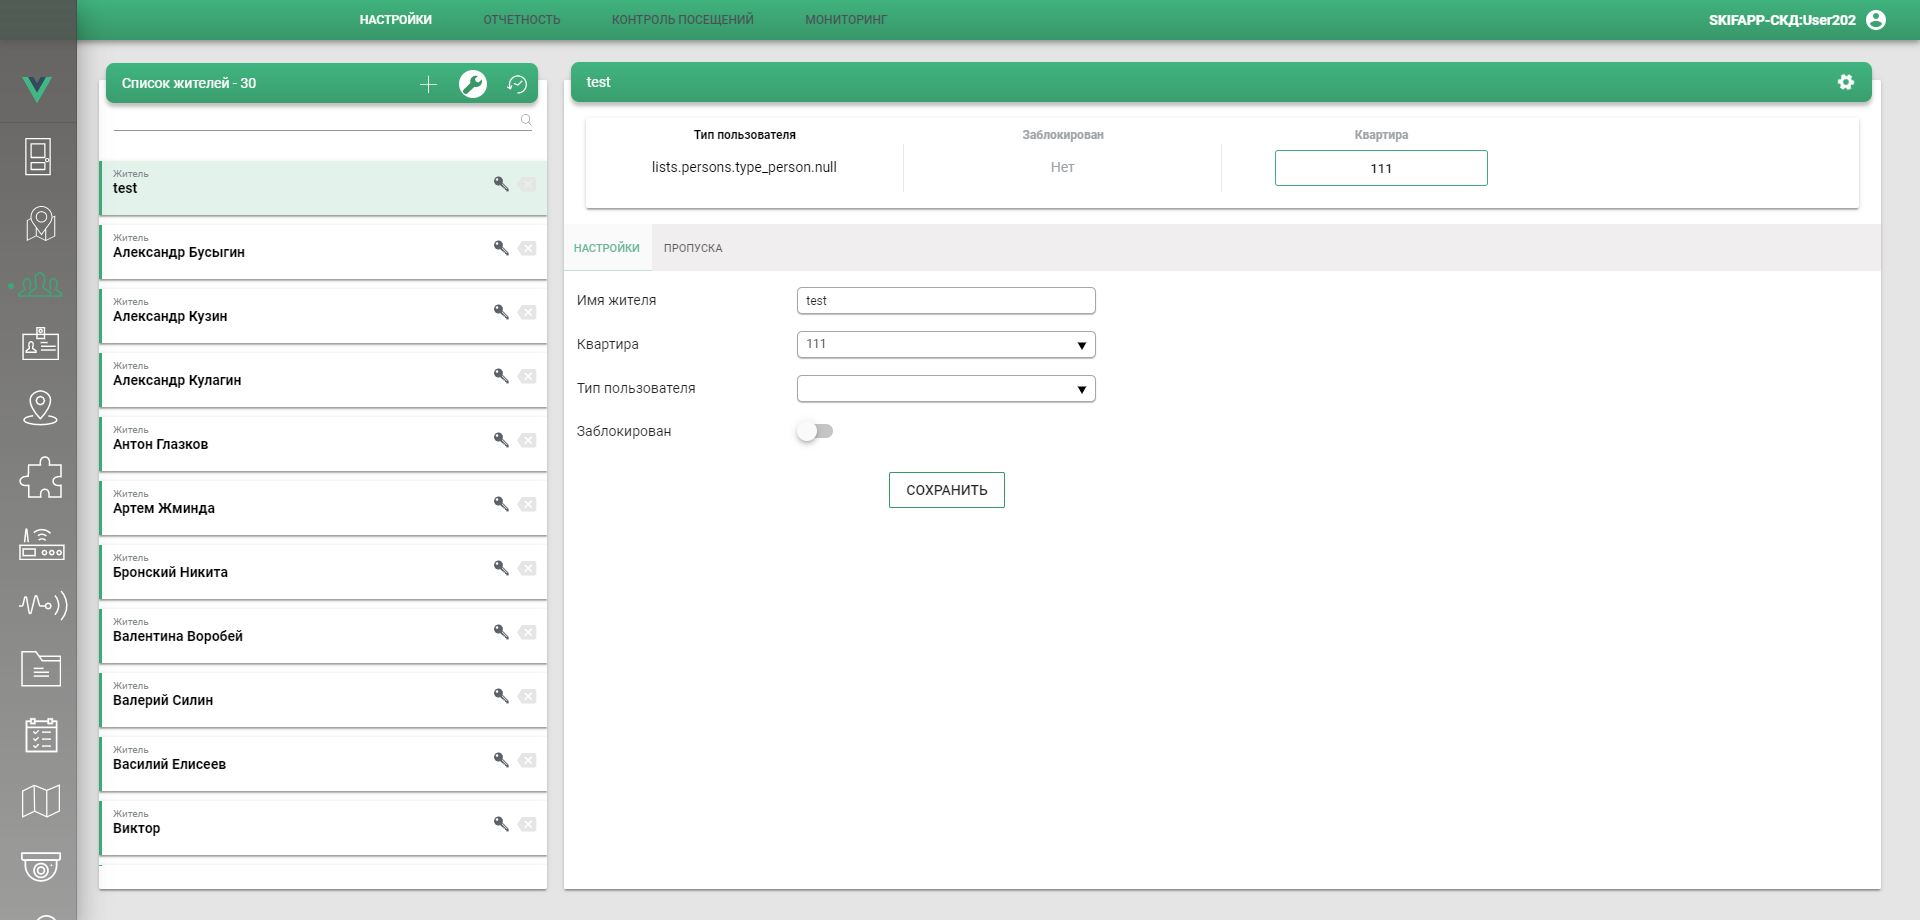 НАСТРОЙКИ ОТЧЕТНОСТЬ КОНТРОЛЬ ПОСЕЩЕНИЙ МОНИТОРИНГ SKIFAPP-СКД:User202
Список жителей - 30
Житель
test
Житель
Александр Бусыгин
Житель
Александр Кузин
Житель
Александр Кулагин
Житель
Антон Глазков
Житель
Артем Жминда
Житель
Бронский Никита
Житель
Валентина Воробей
Житель
Валерий Силин
Житель
Василий Елисеев
Житель
Виктор
test
Тип пользователя Заблокирован Квартира
lists.persons.type_person.null Нет 111
НАСТРОЙКИ ПРОПУСКА
Имя жителя test
Квартира 111
Тип пользователя
Заблокирован
СОХРАНИТЬ